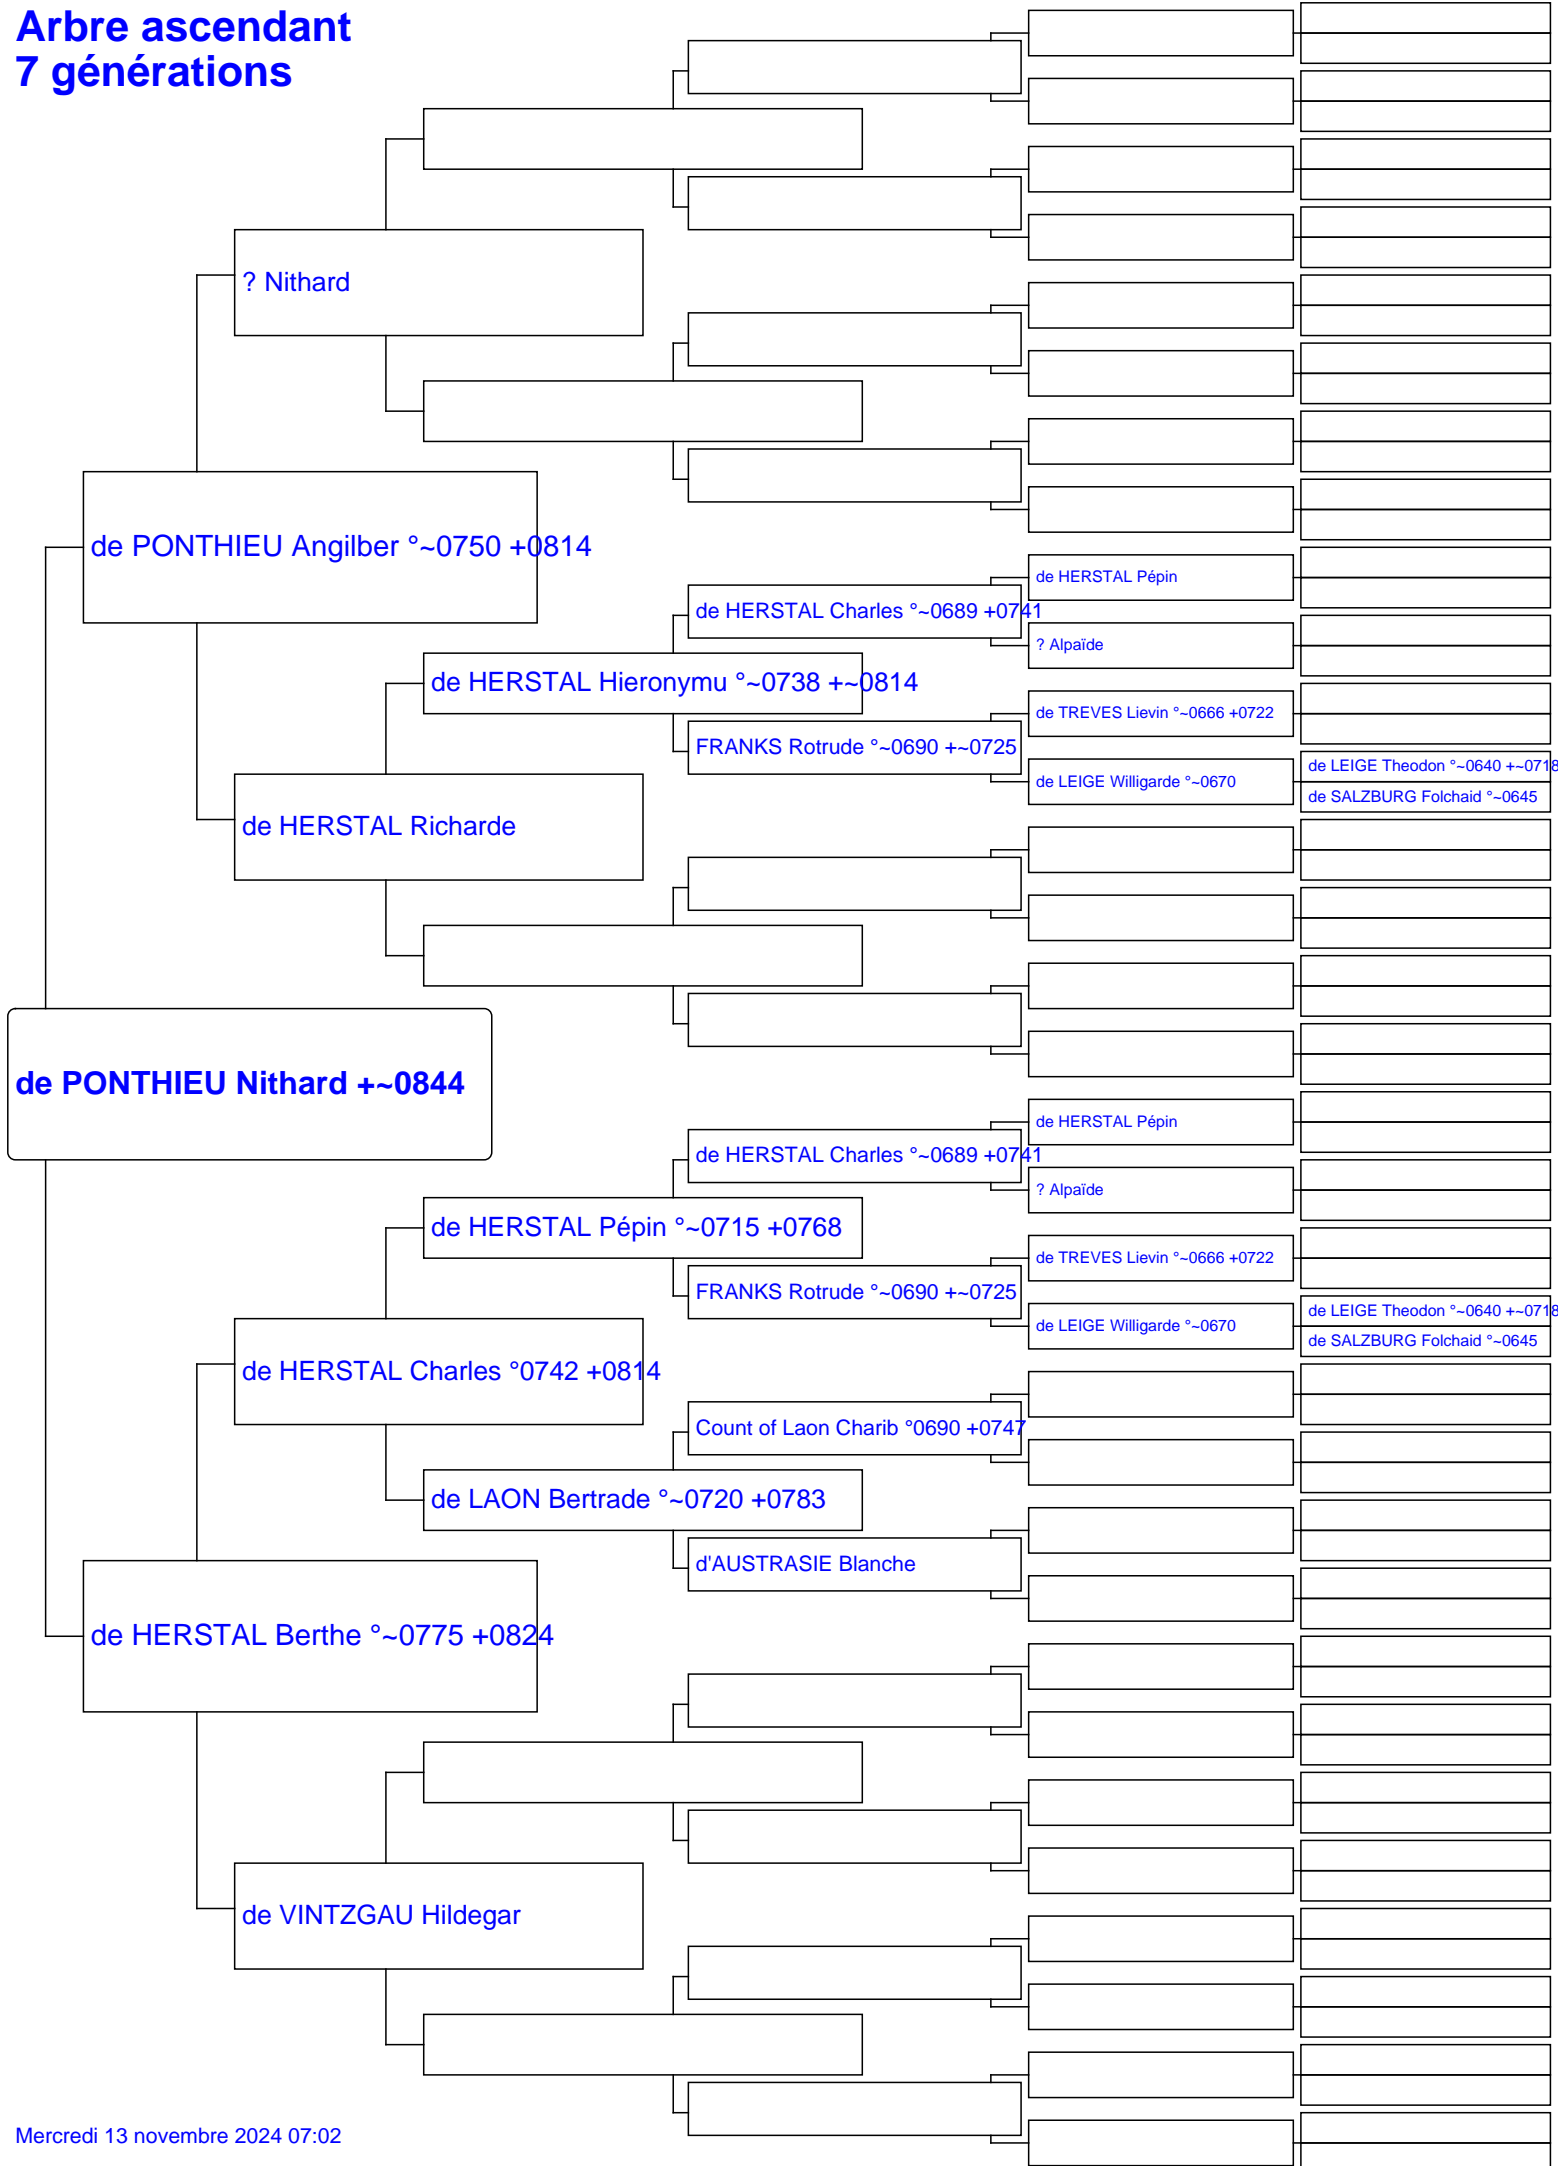 Arbre ascendant
7 générations
? Nithard
de PONTHIEU Angilber °~0750 +0814
de HERSTAL Pépin
de HERSTAL Charles °~0689 +0741
? Alpaïde
de HERSTAL Hieronymu °~0738 +~0814
de TREVES Lievin °~0666 +0722
FRANKS Rotrude °~0690 +~0725
de LEIGE Theodon °~0640 +~0718
de LEIGE Willigarde °~0670
de SALZBURG Folchaid °~0645
de HERSTAL Richarde
de PONTHIEU Nithard +~0844
de HERSTAL Pépin
de HERSTAL Charles °~0689 +0741
? Alpaïde
de HERSTAL Pépin °~0715 +0768
de TREVES Lievin °~0666 +0722
FRANKS Rotrude °~0690 +~0725
de LEIGE Theodon °~0640 +~0718
de LEIGE Willigarde °~0670
de SALZBURG Folchaid °~0645
de HERSTAL Charles °0742 +0814
Count of Laon Charib °0690 +0747
de LAON Bertrade °~0720 +0783
d'AUSTRASIE Blanche
de HERSTAL Berthe °~0775 +0824
de VINTZGAU Hildegar
Mercredi 13 novembre 2024 07:02